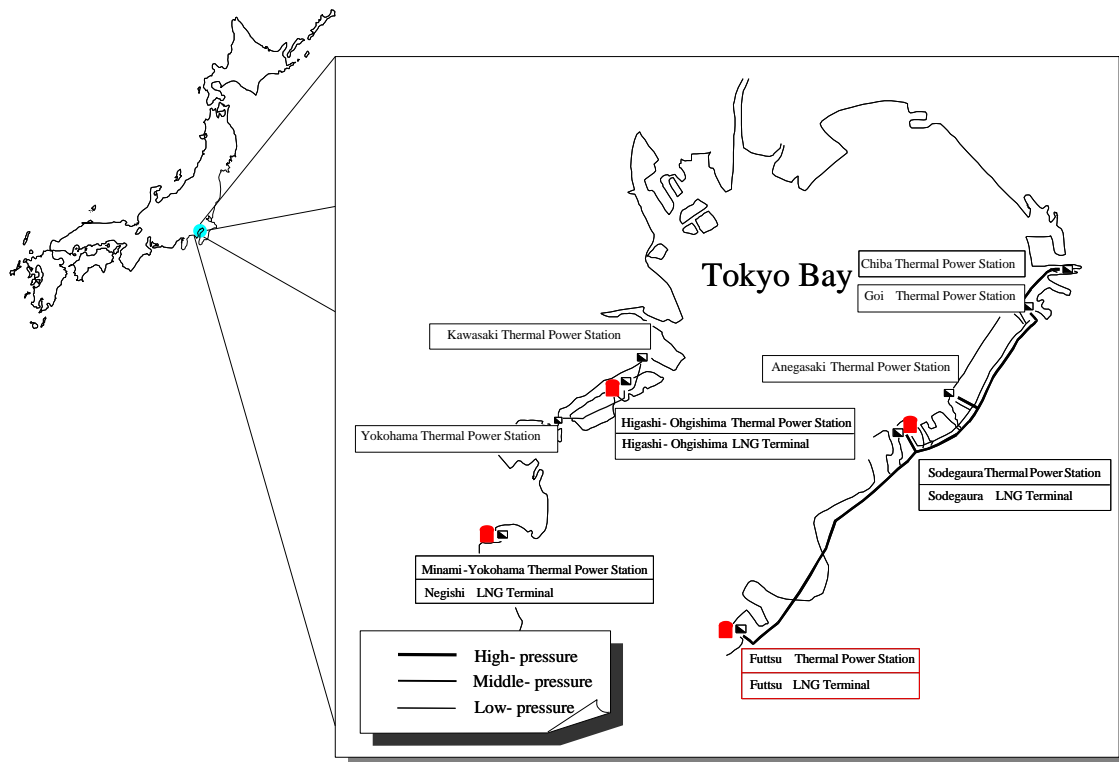 Tokyo Bay
Chiba Thermal Power Station
Goi Thermal Power Station
Kawasaki Thermal Power Station
Anegasaki Thermal Power Station
Higashi- Ohgishima Thermal Power Station
Higashi- Ohgishima LNG Terminal
Yokohama Thermal Power Station
Sodegaura Thermal Power Station
Sodegaura LNG Terminal
Minami-Yokohama Thermal Power Station
Negishi LNG Terminal
Futtsu Thermal Power Station
Futtsu LNG Terminal
High- pressure
Middle- pressure
Low- pressure